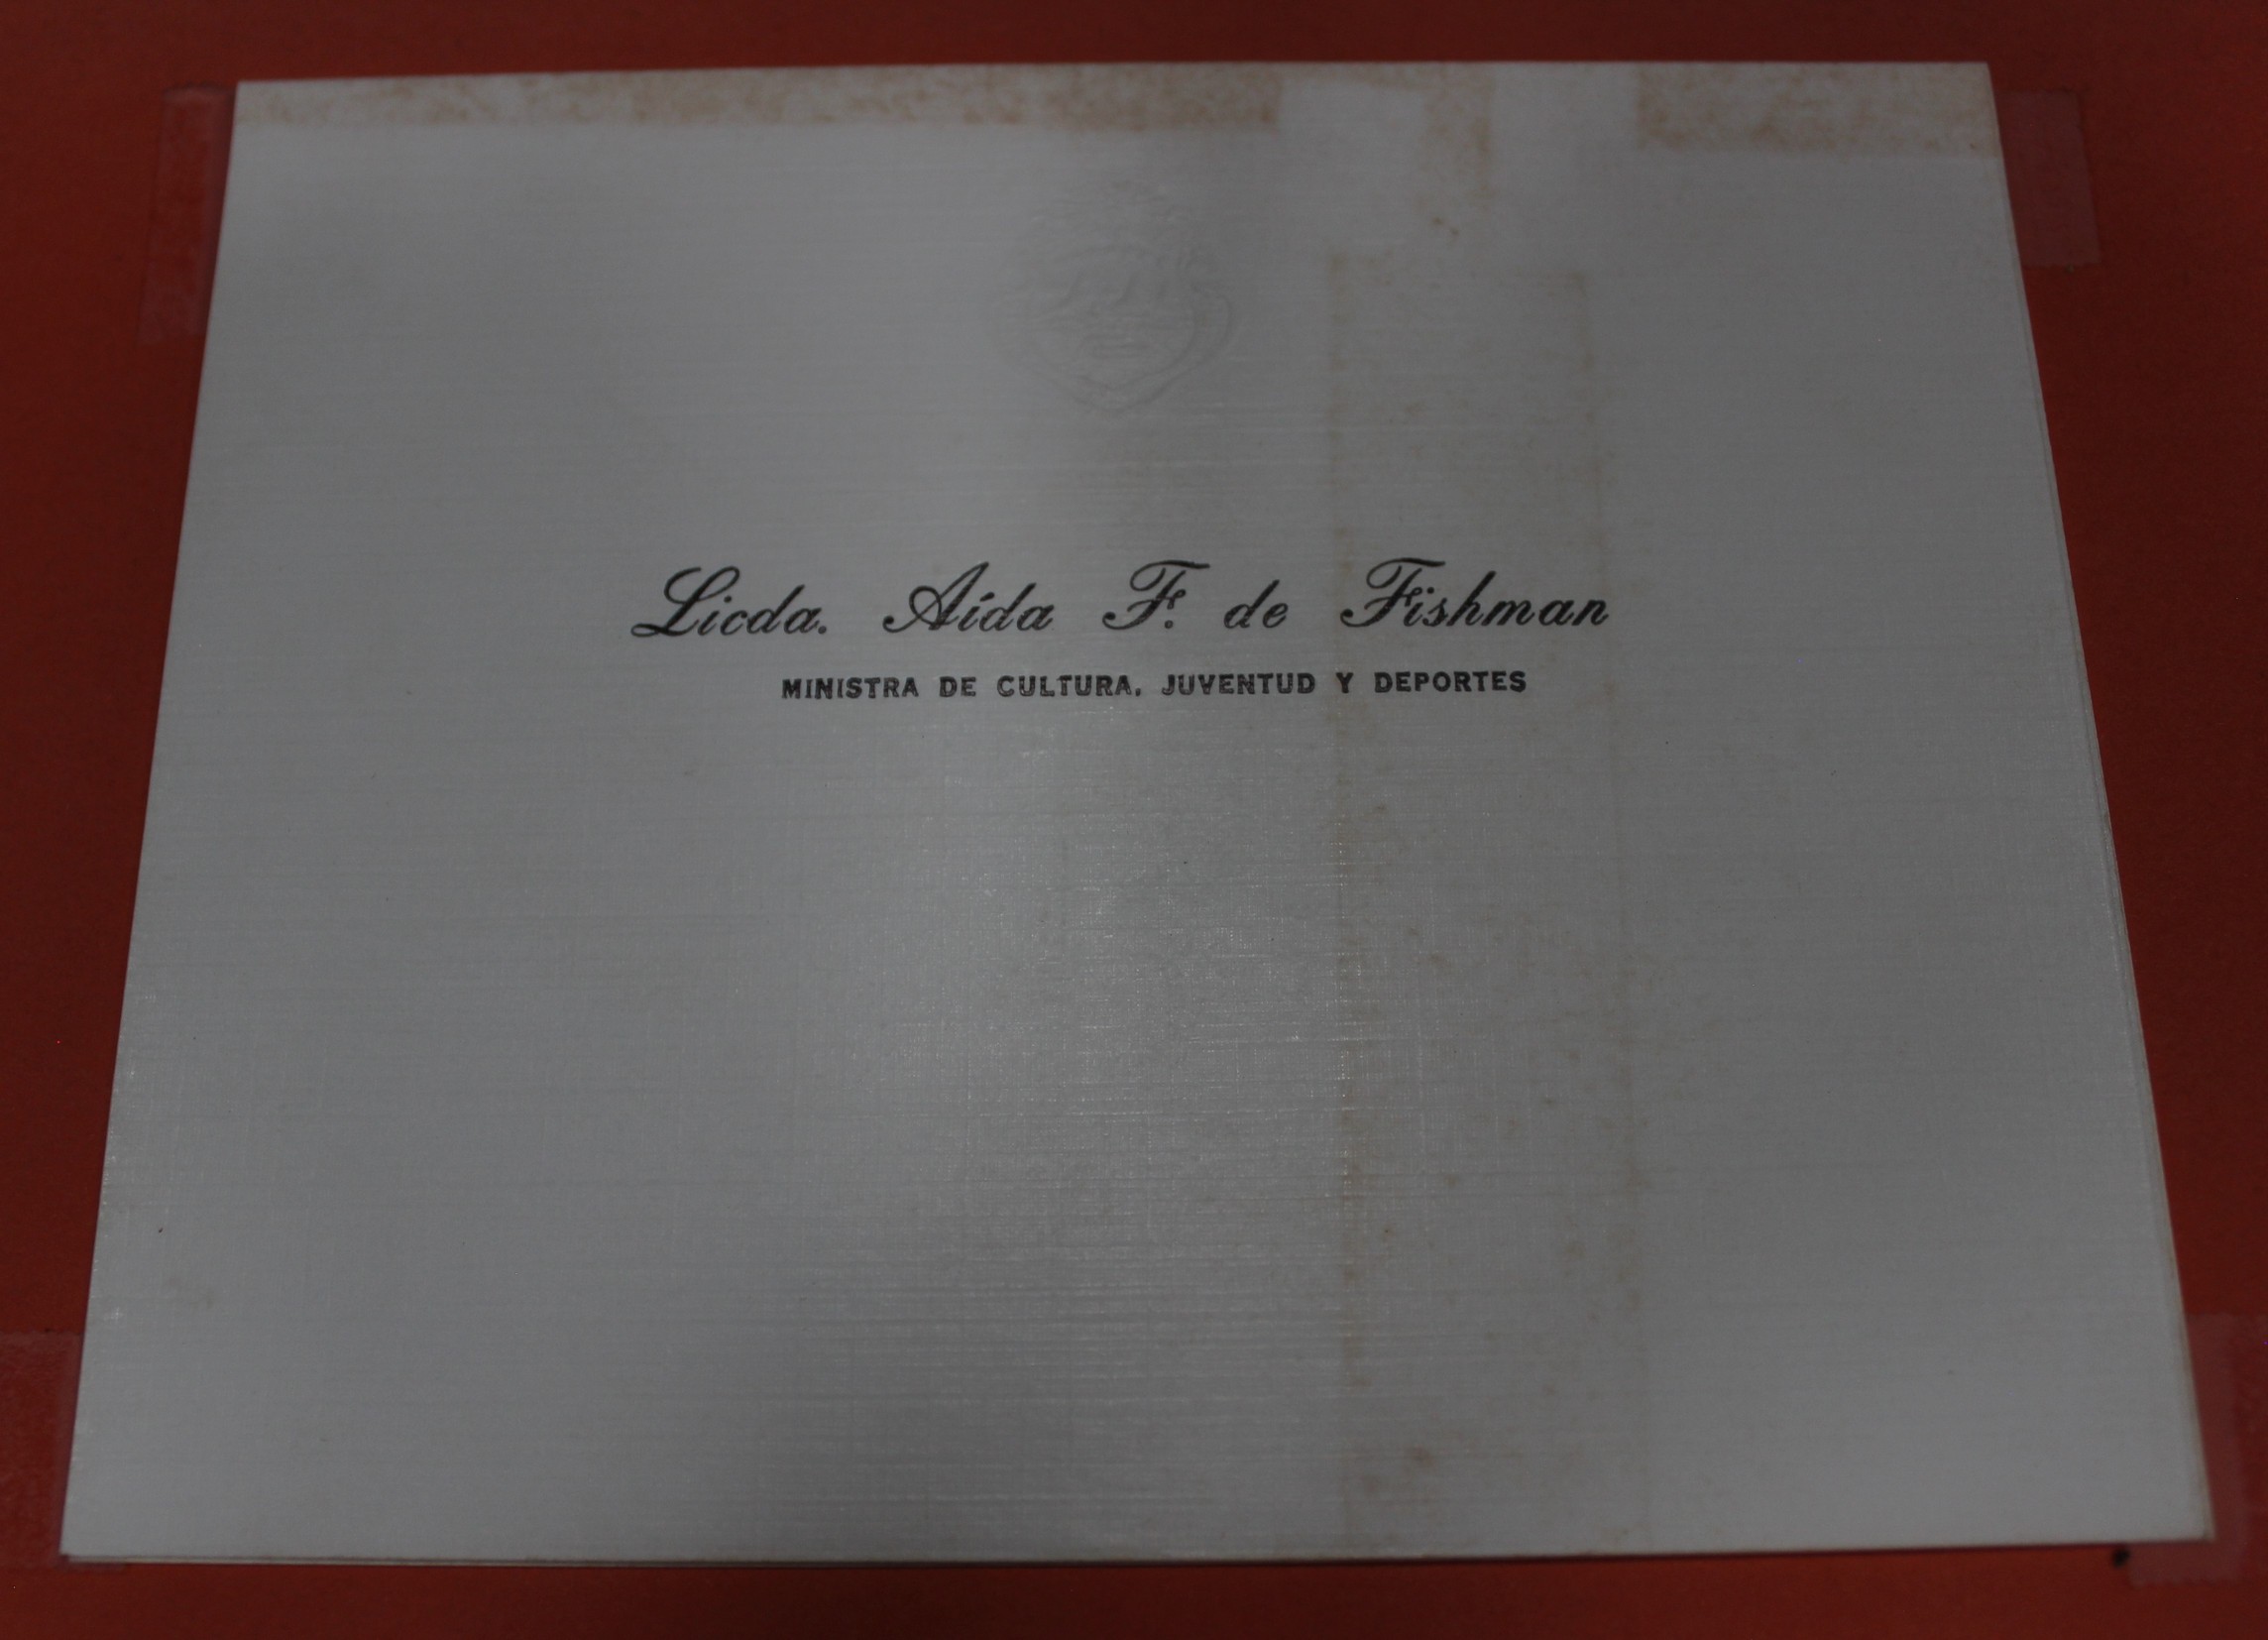 Licda. Aída F. de Fishman
MINISTRA DE CULTURA, JUVENTUD Y DEPORTES